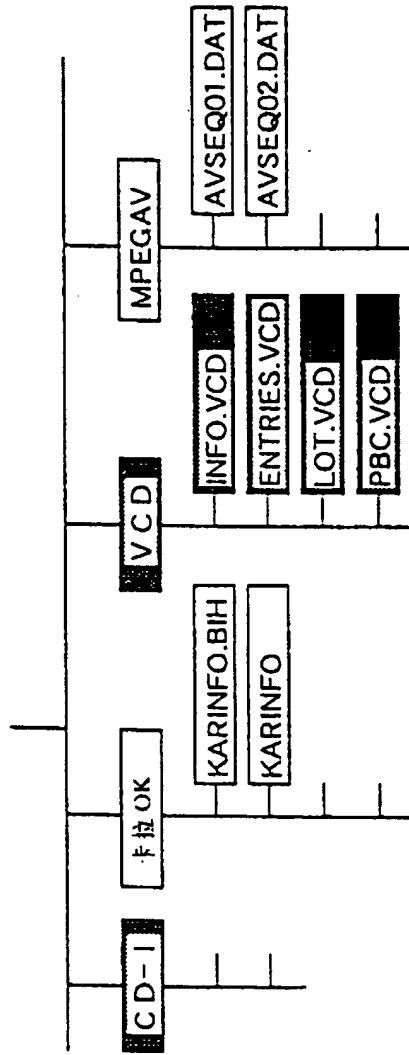 CD-I
卡拉OK
KARINFO.BIH
KARINFO
VCD
INFO.VCD
ENTRIES.VCD
LOT.VCD
PBC.VCD
MPEGAV
AVSEQ01.DAT
AVSEQ02.DAT